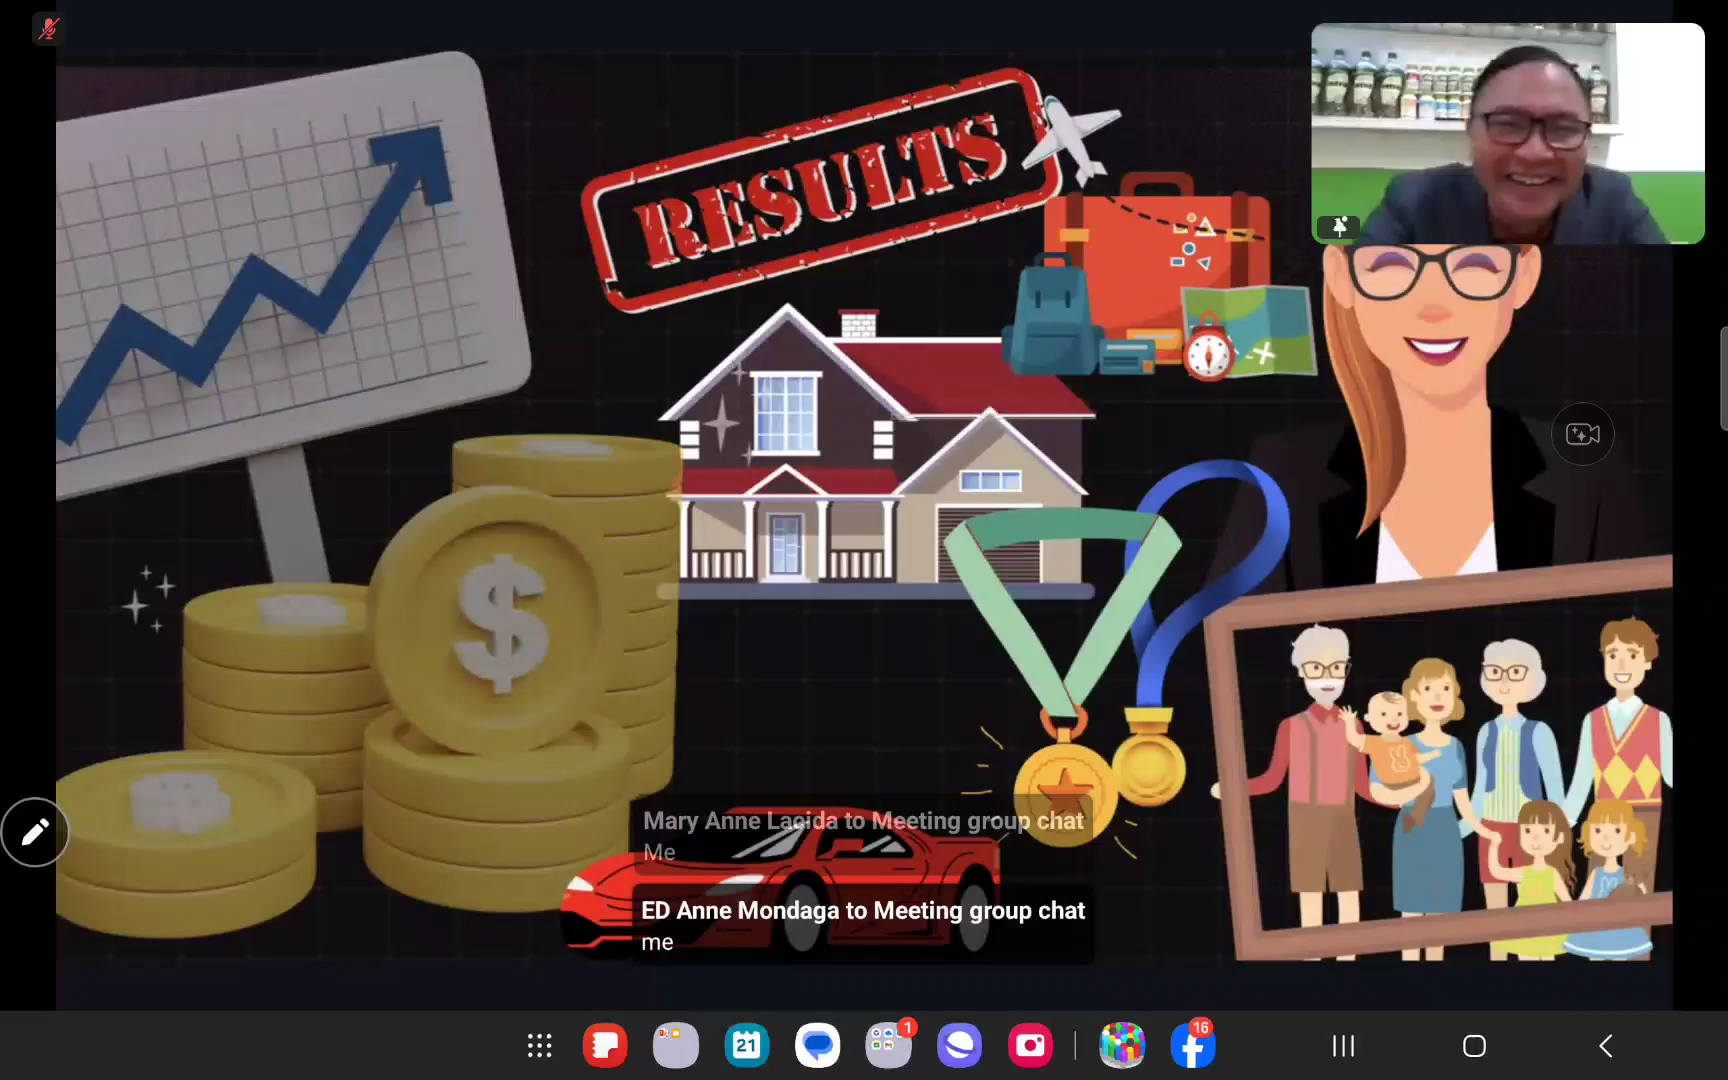 RESULTS
$
Mary Anne Lacida to Meeting group chat
Me
ED Anne Mondaga to Meeting group chat
me
1
21
16